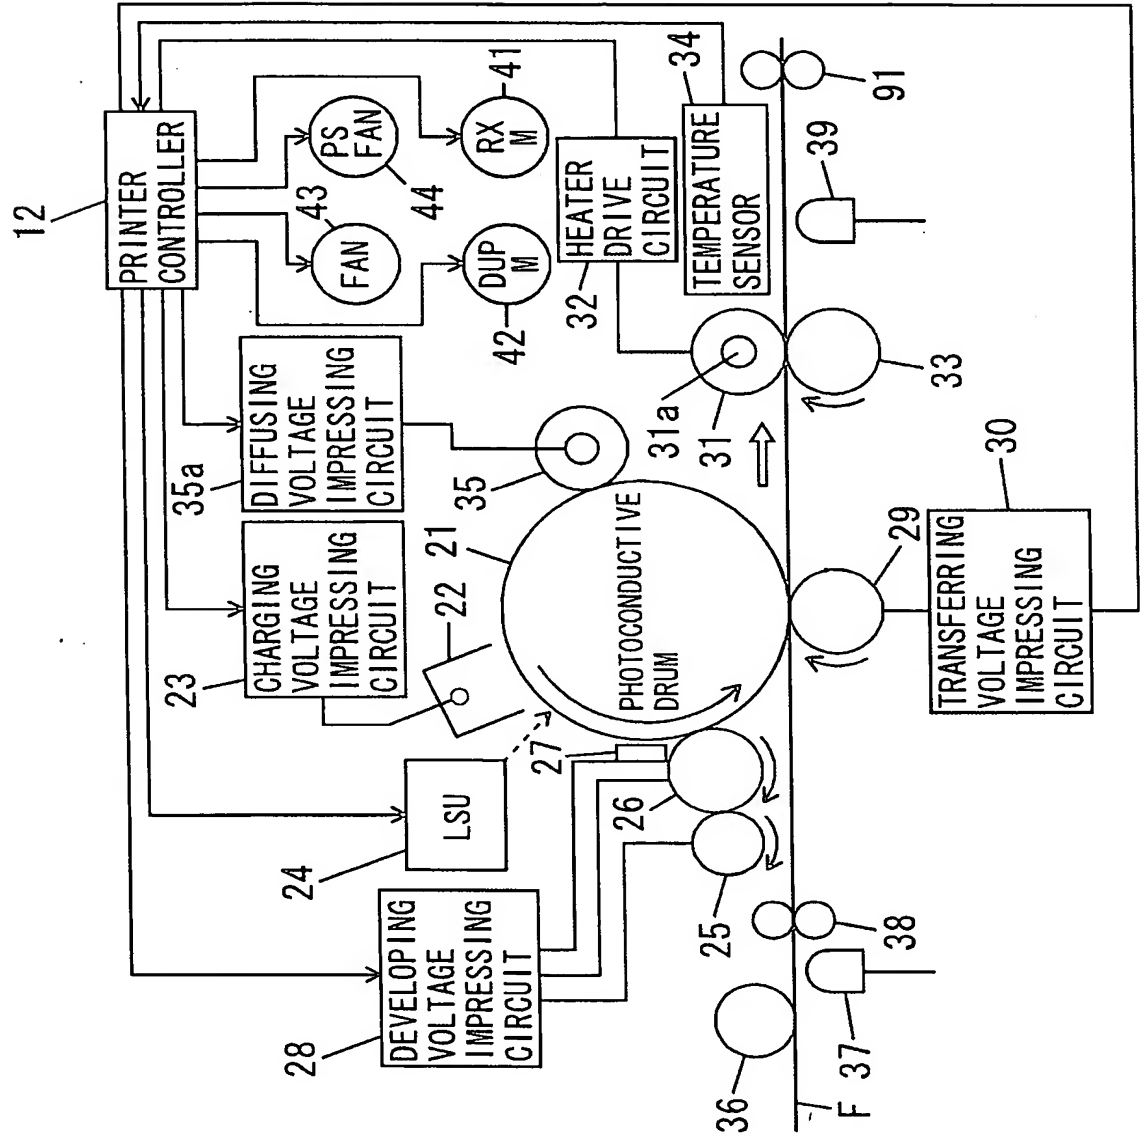 12
PRINTER
CONTROLLER
43
FAN
PS
FAN
44
41
RX
M
DUP
M
42
34
TEMPERATURE
SENSOR
HEATER
DRIVE
CIRCUIT
32
91
39
35a
DIFFUSING
VOLTAGE
IMPRESSING
CIRCUIT
23
CHARGING
VOLTAGE
IMPRESSING
CIRCUIT
24
LSU
28
DEVELOPING
VOLTAGE
IMPRESSING
CIRCUIT
22
21
35
31a
31
33
PHOTOCONDUCTIVE
DRUM
27
26
25
38
37
36
F
29
30
TRANSFERRING
VOLTAGE
IMPRESSING
CIRCUIT